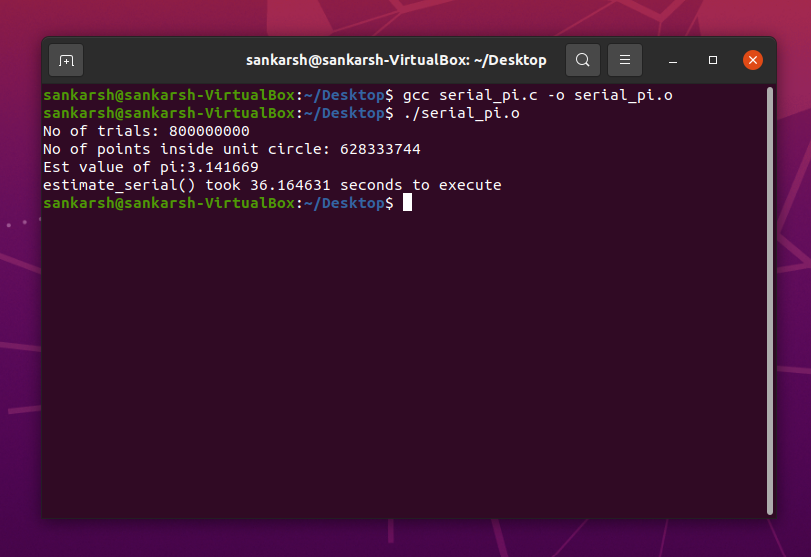 sankarsh@sankarsh-VirtualBox: ~/Desktop
sankarsh@sankarsh-VirtualBox:~/Desktop$ gcc serial_pi.c -o serial_pi.o
sankarsh@sankarsh-VirtualBox:~/Desktop$ ./serial_pi.o
No of trials: 800000000
No of points inside unit circle: 628333744
Est value of pi:3.141669
estimate_serial() took 36.164631 seconds to execute
sankarsh@sankarsh-VirtualBox:~/Desktop$